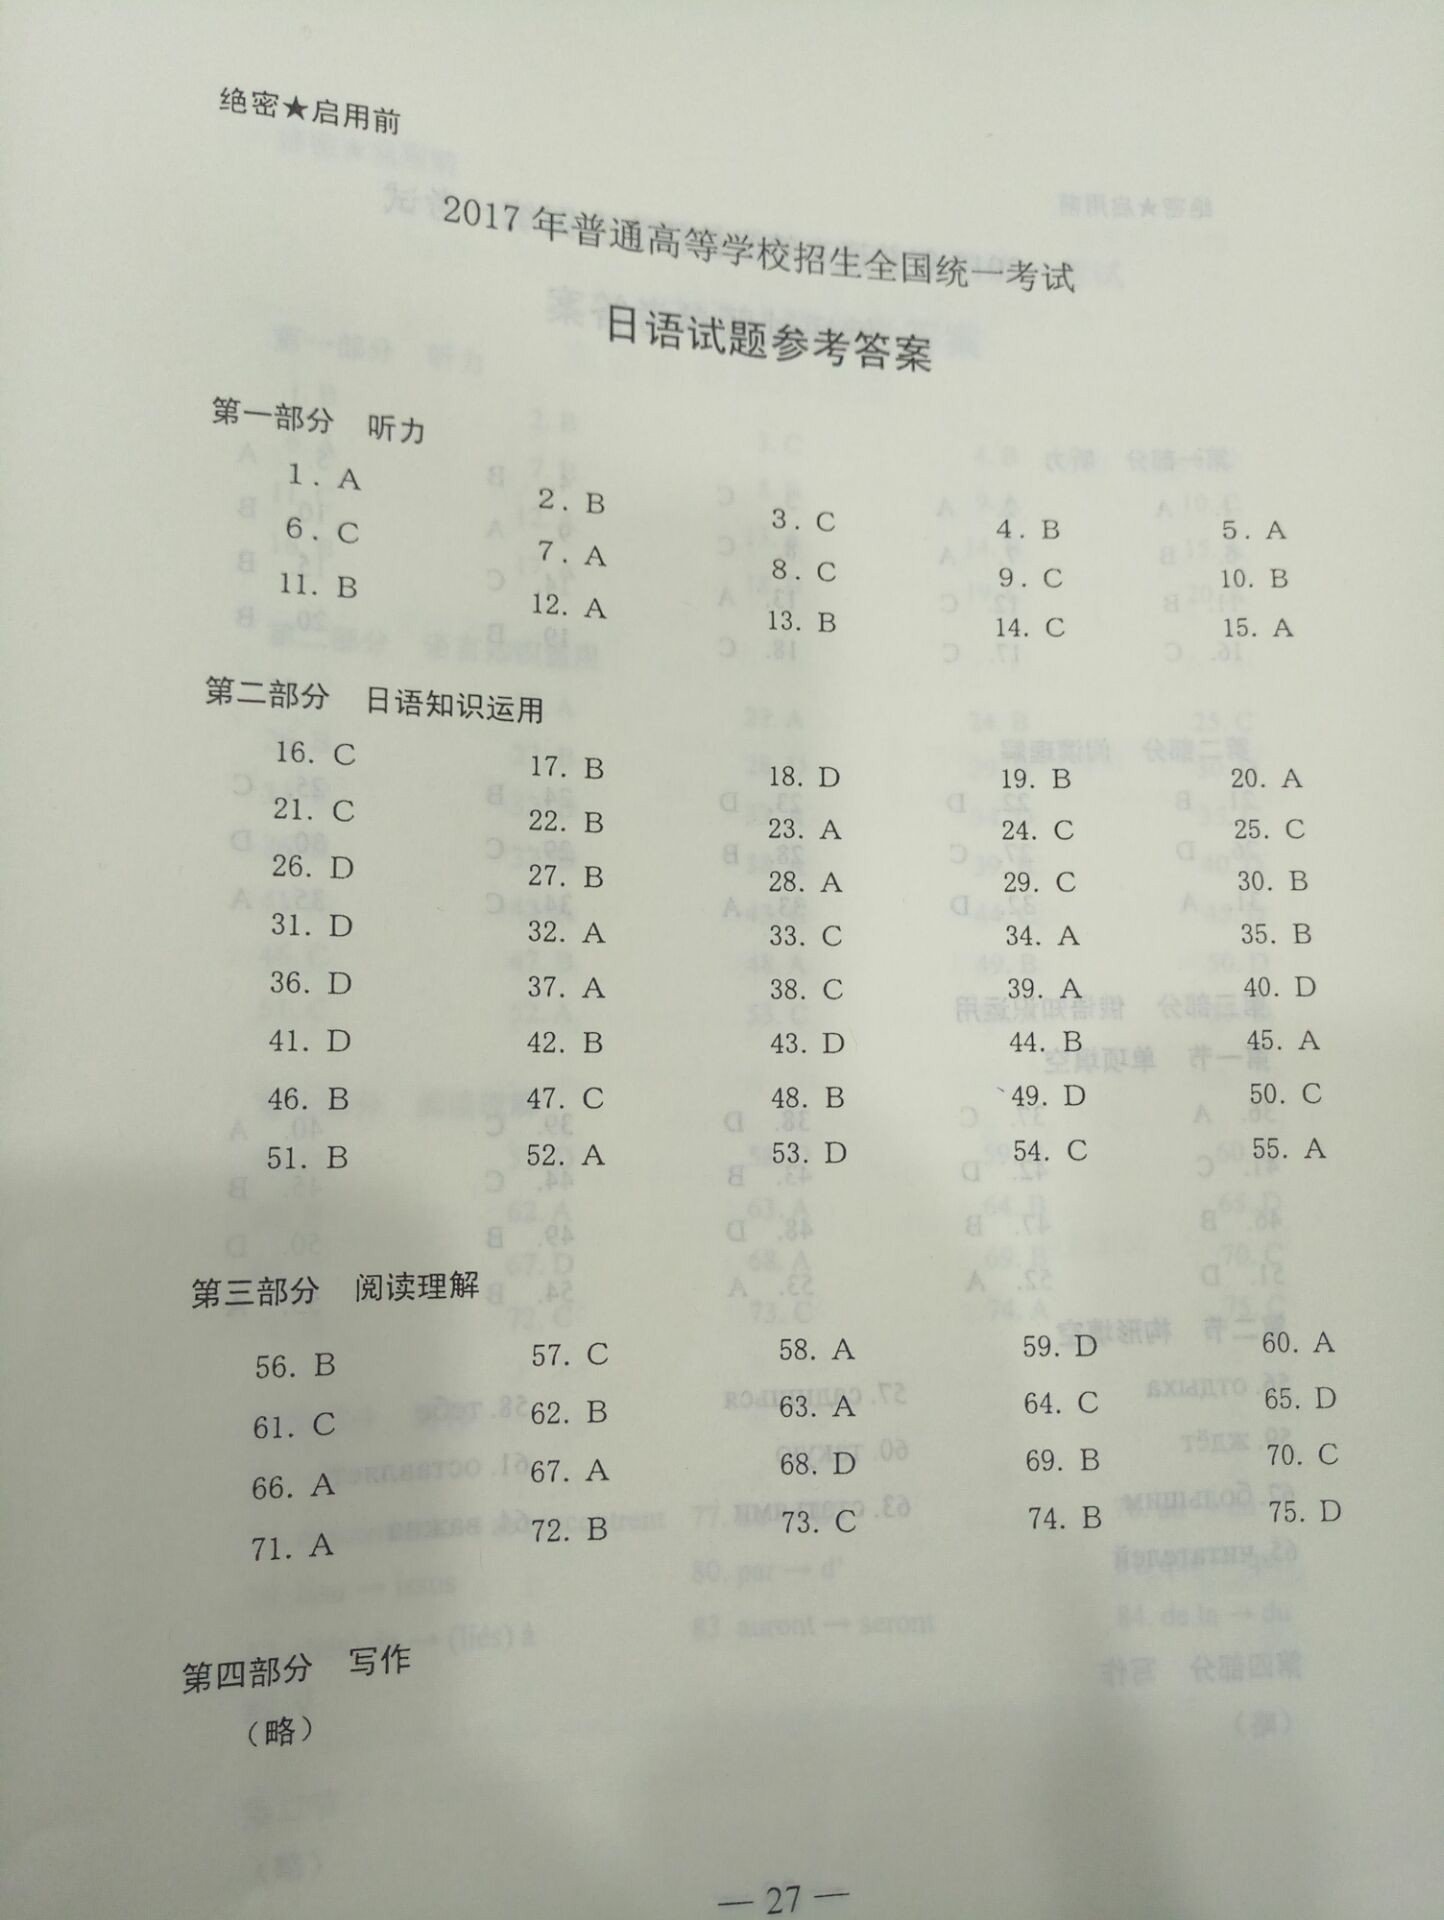 绝密★启用前
2017 年普通高等学校招生全国统一考试
日语试题参考答案
第一部分 听力
1. A 2. B 3. C 4. B 5. A
6. C 7. A 8. C 9. C 10. B
11. B 12. A 13. B 14. C 15. A
第二部分 日语知识运用
16. C 17. B 18. D 19. B 20. A
21. C 22. B 23. A 24. C 25. C
26. D 27. B 28. A 29. C 30. B
31. D 32. A 33. C 34. A 35. B
36. D 37. A 38. C 39. A 40. D
41. D 42. B 43. D 44. B 45. A
46. B 47. C 48. B 49. D 50. C
51. B 52. A 53. D 54. C 55. A
第三部分 阅读理解
56. B 57. C 58. A 59. D 60. A
61. C 62. B 63. A 64. C 65. D
66. A 67. A 68. D 69. B 70. C
71. A 72. B 73. C 74. B 75. D
第四部分 写作
（略）
— 27 —